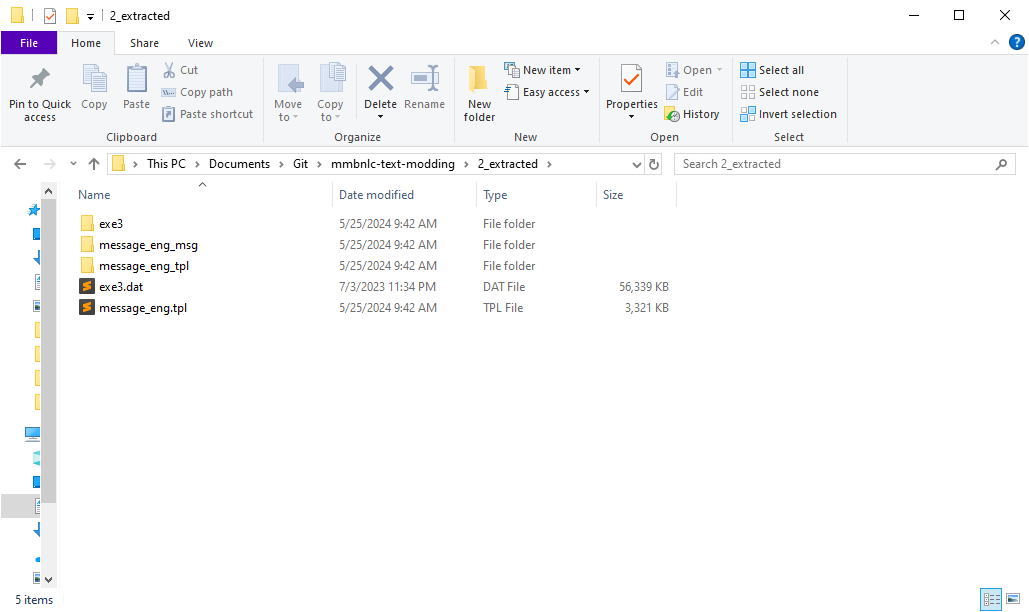 2_extracted
File Home Share View
Pin to Quick access
Copy
Paste
Cut
Copy path
Paste shortcut
Clipboard
Move to
Copy to
Delete
Rename
Organize
New folder
New item
Easy access
New
Properties
Open
Edit
History
Open
Select all
Select none
Invert selection
Select
This PC > Documents > Git > mmbnlc-text-modding > 2_extracted >
Search 2_extracted
Name Date modified Type Size
exe3 5/25/2024 9:42 AM File folder
message_eng_msg 5/25/2024 9:42 AM File folder
message_eng_tpl 5/25/2024 9:42 AM File folder
exe3.dat 7/3/2023 11:34 PM DAT File 56,339 KB
message_eng.tpl 5/25/2024 9:42 AM TPL File 3,321 KB
5 items